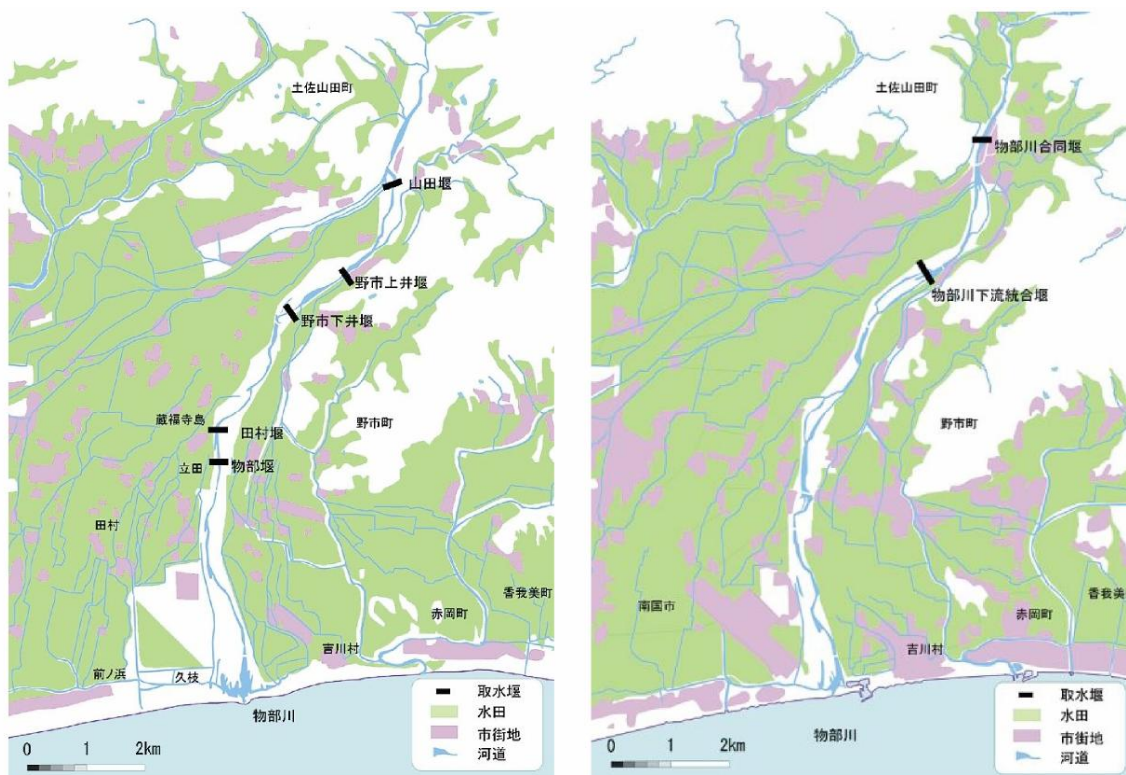 土佐山田町
山田堰
野市上井堰
野市下井堰
蔵福寺島
田村堰
野市町
立田
物部堰
田村
香我美町
赤岡町
吉川村
前ノ浜
久枝
物部川
取水堰
水田
市街地
河道
0 1 2km
土佐山田町
物部川合同堰
物部川下流統合堰
野市町
南国市
香我美
赤岡町
吉川村
物部川
取水堰
水田
市街地
河道
0 1 2km